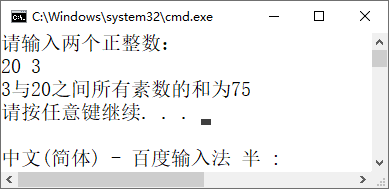 C:\Windows\system32\cmd.exe
请输入两个正整数：
20 3
3与20之间所有素数的和为75
请按任意键继续. . .
中文(简体) - 百度输入法 半 :